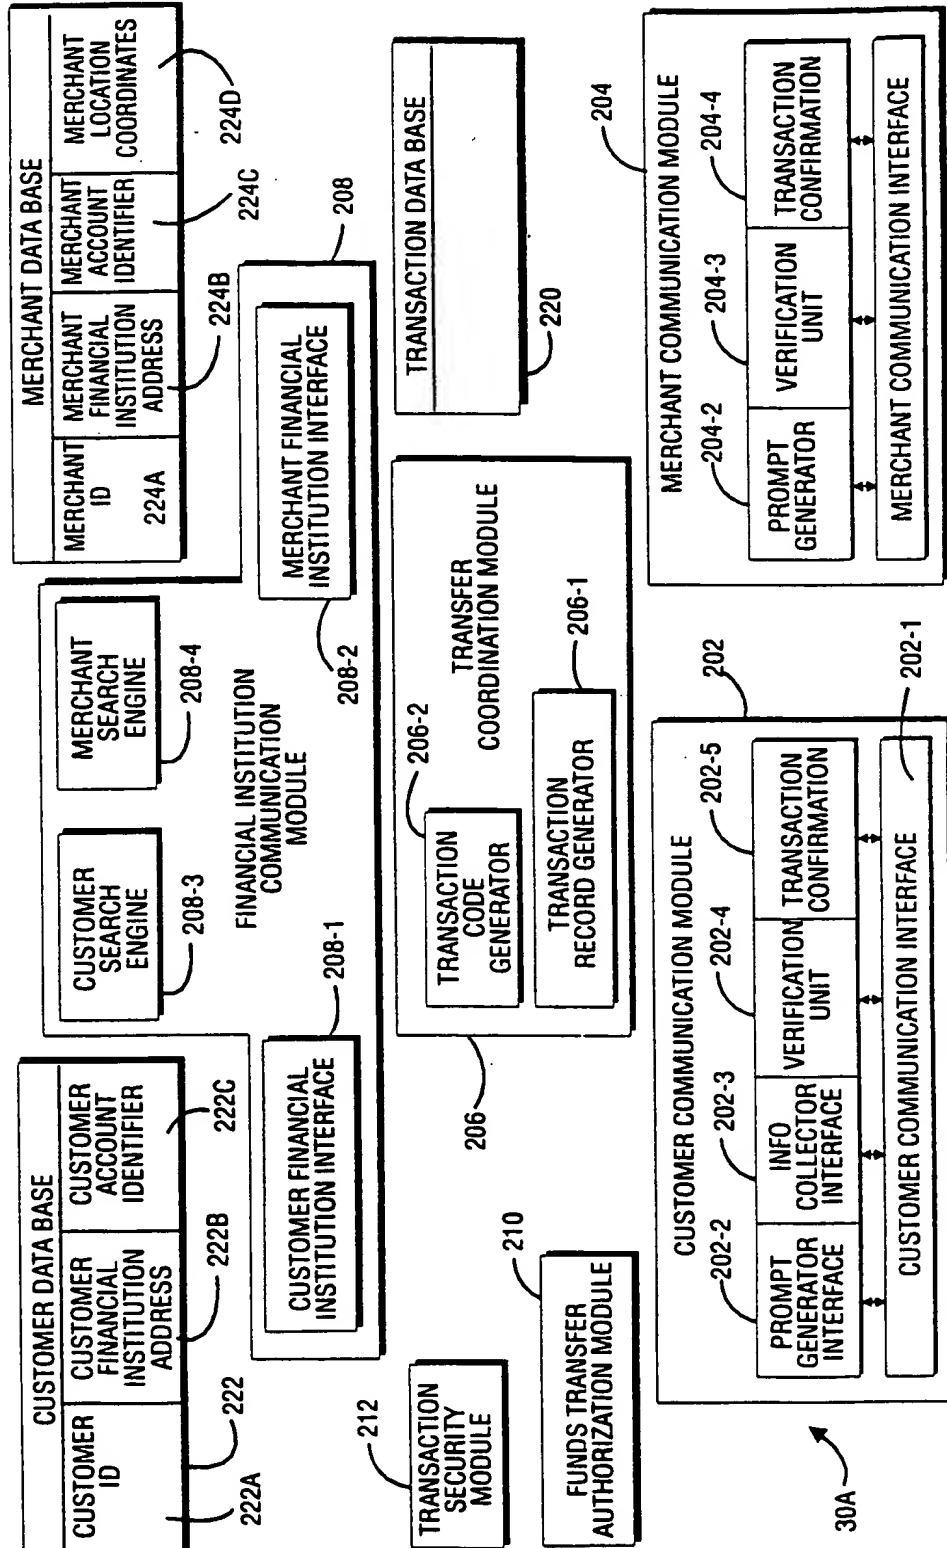 CUSTOMER DATA BASE
CUSTOMER
ID
CUSTOMER
FINANCIAL
INSTITUTION
ADDRESS
CUSTOMER
ACCOUNT
IDENTIFIER
222A
222
222B
222C
CUSTOMER
SEARCH
ENGINE
208-3
MERCHANT
SEARCH
ENGINE
208-4
FINANCIAL INSTITUTION
COMMUNICATION
MODULE
208-1
CUSTOMER FINANCIAL
INSTITUTION INTERFACE
208-2
MERCHANT FINANCIAL
INSTITUTION INTERFACE
208
MERCHANT DATA BASE
MERCHANT
ID
MERCHANT
FINANCIAL
INSTITUTION
ADDRESS
MERCHANT
ACCOUNT
IDENTIFIER
MERCHANT
LOCATION
COORDINATES
224A
224B
224C
224D
212
TRANSACTION
SECURITY
MODULE
210
FUNDS TRANSFER
AUTHORIZATION MODULE
206
206-2
TRANSACTION
CODE
GENERATOR
TRANSFER
COORDINATION MODULE
206-1
TRANSACTION
RECORD GENERATOR
TRANSACTION DATA BASE
220
CUSTOMER COMMUNICATION MODULE
202
202-2
202-3
202-4
202-5
PROMPT
GENERATOR
INTERFACE
INFO
COLLECTOR
INTERFACE
VERIFICATION
UNIT
TRANSACTION
CONFIRMATION
CUSTOMER COMMUNICATION INTERFACE
202-1
MERCHANT COMMUNICATION MODULE
204
204-2
204-3
204-4
PROMPT
GENERATOR
VERIFICATION
UNIT
TRANSACTION
CONFIRMATION
MERCHANT COMMUNICATION INTERFACE
30A